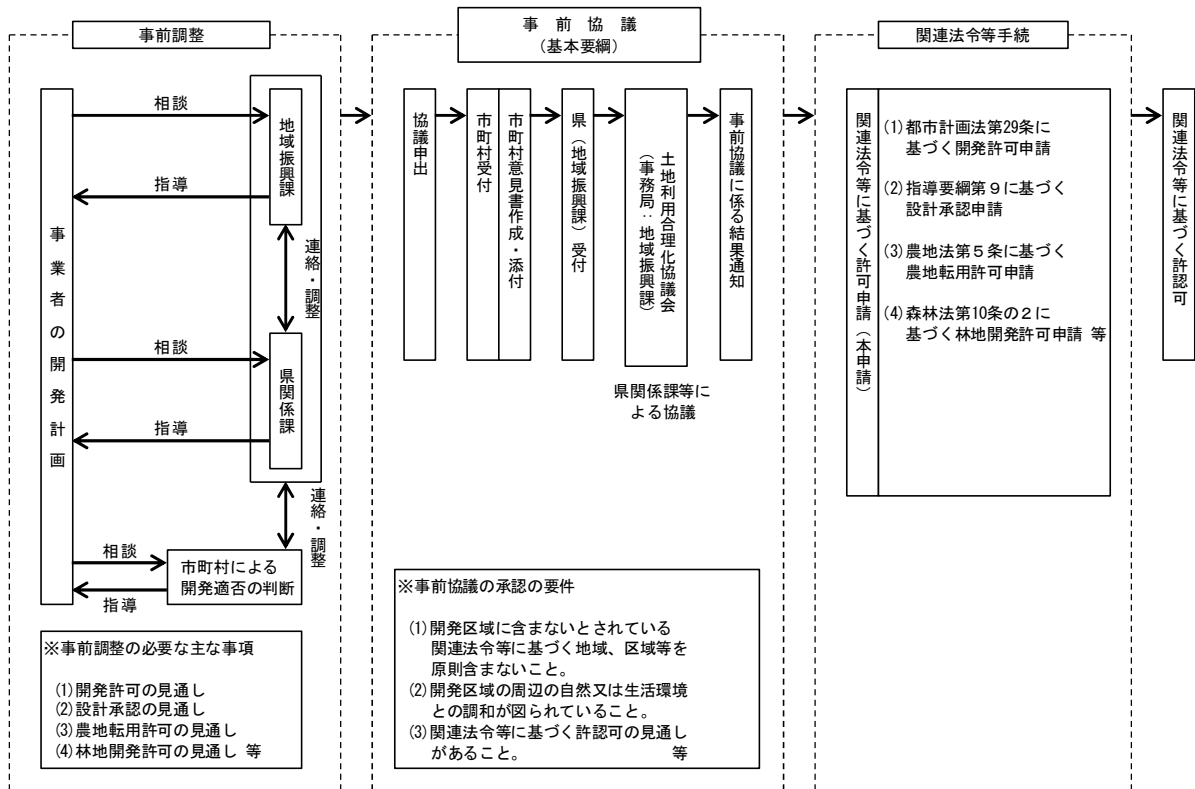 事前調整
事業者の開発計画
相談
地域振興課
指導
連絡・調整
相談
県関係課
指導
連絡・調整
相談
市町村による
開発適否の判断
指導
※事前調整の必要な主な事項
(1)開発許可の見通し
(2)設計承認の見通し
(3)農地転用許可の見通し
(4)林地開発許可の見通し 等
事 前 協 議
(基本要綱)
協議申出
市町村受付
市町村意見書作成・添付
県(地域振興課)受付
土地利用合理化協議会
(事務局:地域振興課)
事前協議に係る結果通知
県関係課等に
よる協議
※事前協議の承認の要件
(1)開発区域に含まないとされている
関連法令等に基づく地域、区域等を
原則含まないこと。
(2)開発区域の周辺の自然又は生活環境
との調和が図られていること。
(3)関連法令等に基づく許認可の見通し
があること。 等
関連法令等手続
関連法令等に基づく許可申請(本申請)
(1)都市計画法第29条に
基づく開発許可申請
(2)指導要綱第9に基づく
設計承認申請
(3)農地法第5条に基づく
農地転用許可申請
(4)森林法第10条の2に
基づく林地開発許可申請 等
関連法令等に基づく許認可